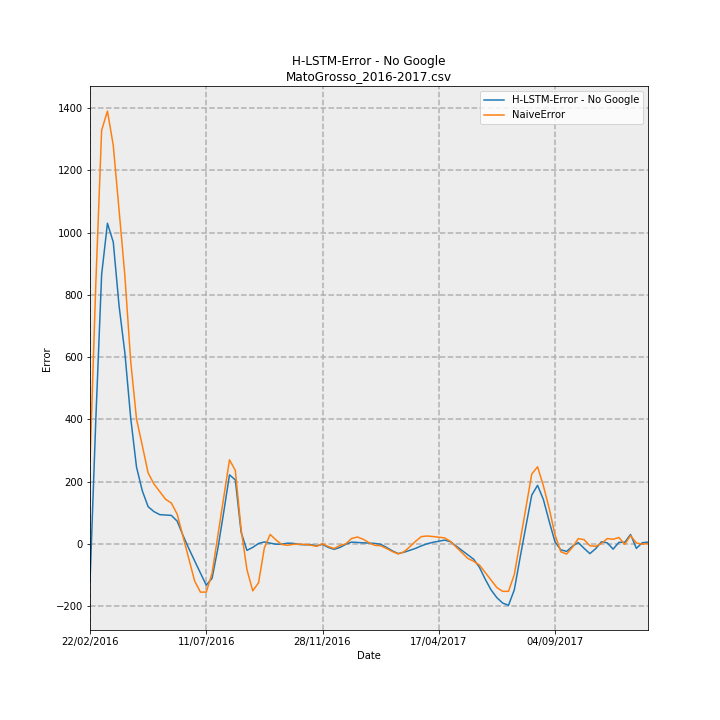 H-LSTM-Error - No Google
MatoGrosso_2016-2017.csv
H-LSTM-Error - No Google
NaiveError
1400
1200
1000
800
600
400
200
0
−200
Error
22/02/2016
11/07/2016
28/11/2016
17/04/2017
04/09/2017
Date